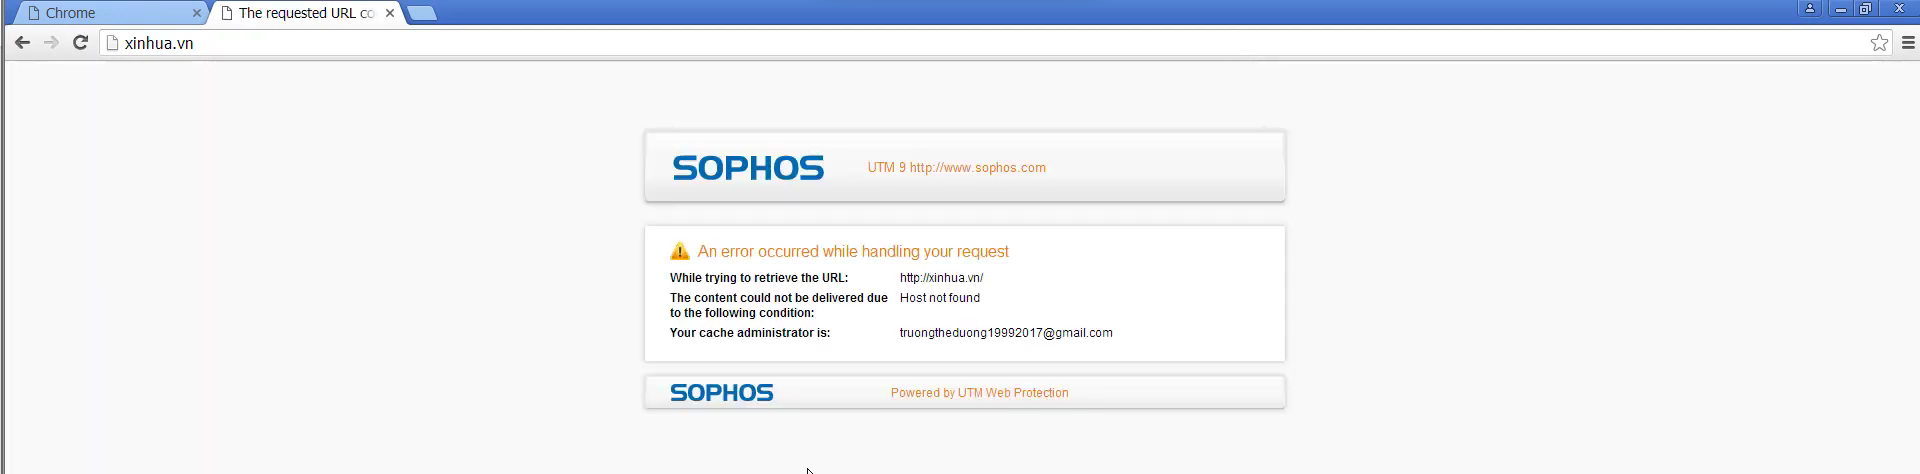 Chrome
The requested URL co
xinhua.vn
SOPHOS UTM 9 http://www.sophos.com
An error occurred while handling your request
While trying to retrieve the URL: http://xinhua.vn/
The content could not be delivered due Host not found
to the following condition:
Your cache administrator is: truongtheduong19992017@gmail.com
SOPHOS Powered by UTM Web Protection